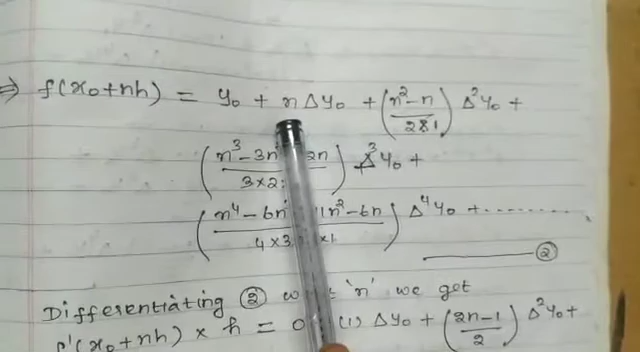 ⇒ f(x₀+nh) = y₀ + nΔy₀ + (n²-n / 2×1) Δ²y₀ +
(n³-3n² 2n / 3×2) Δ³y₀ +
(n⁴-6n 11n²-6n / 4×3 ×1) Δ⁴y₀ + ........
②
Differentiating ② w 'n' we get
f'(x₀+nh) × h = 0 (1) Δy₀ + (2n-1 / 2) Δ²y₀ +